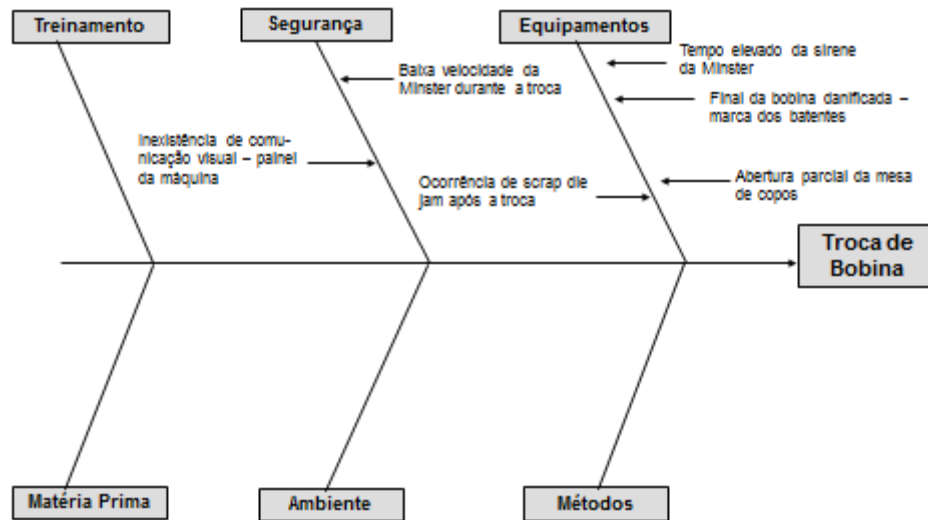 Treinamento
Segurança
Equipamentos
Tempo elevado da sirene
da Minster
Baixa velocidade da
Minster durante a troca
Final da bobina danificada –
marca dos batentes
Inexistência de comu-
nicação visual – painel
da máquina
Ocorrência de scrap die
jam após a troca
Abertura parcial da mesa
de copos
Troca de
Bobina
Matéria Prima
Ambiente
Métodos